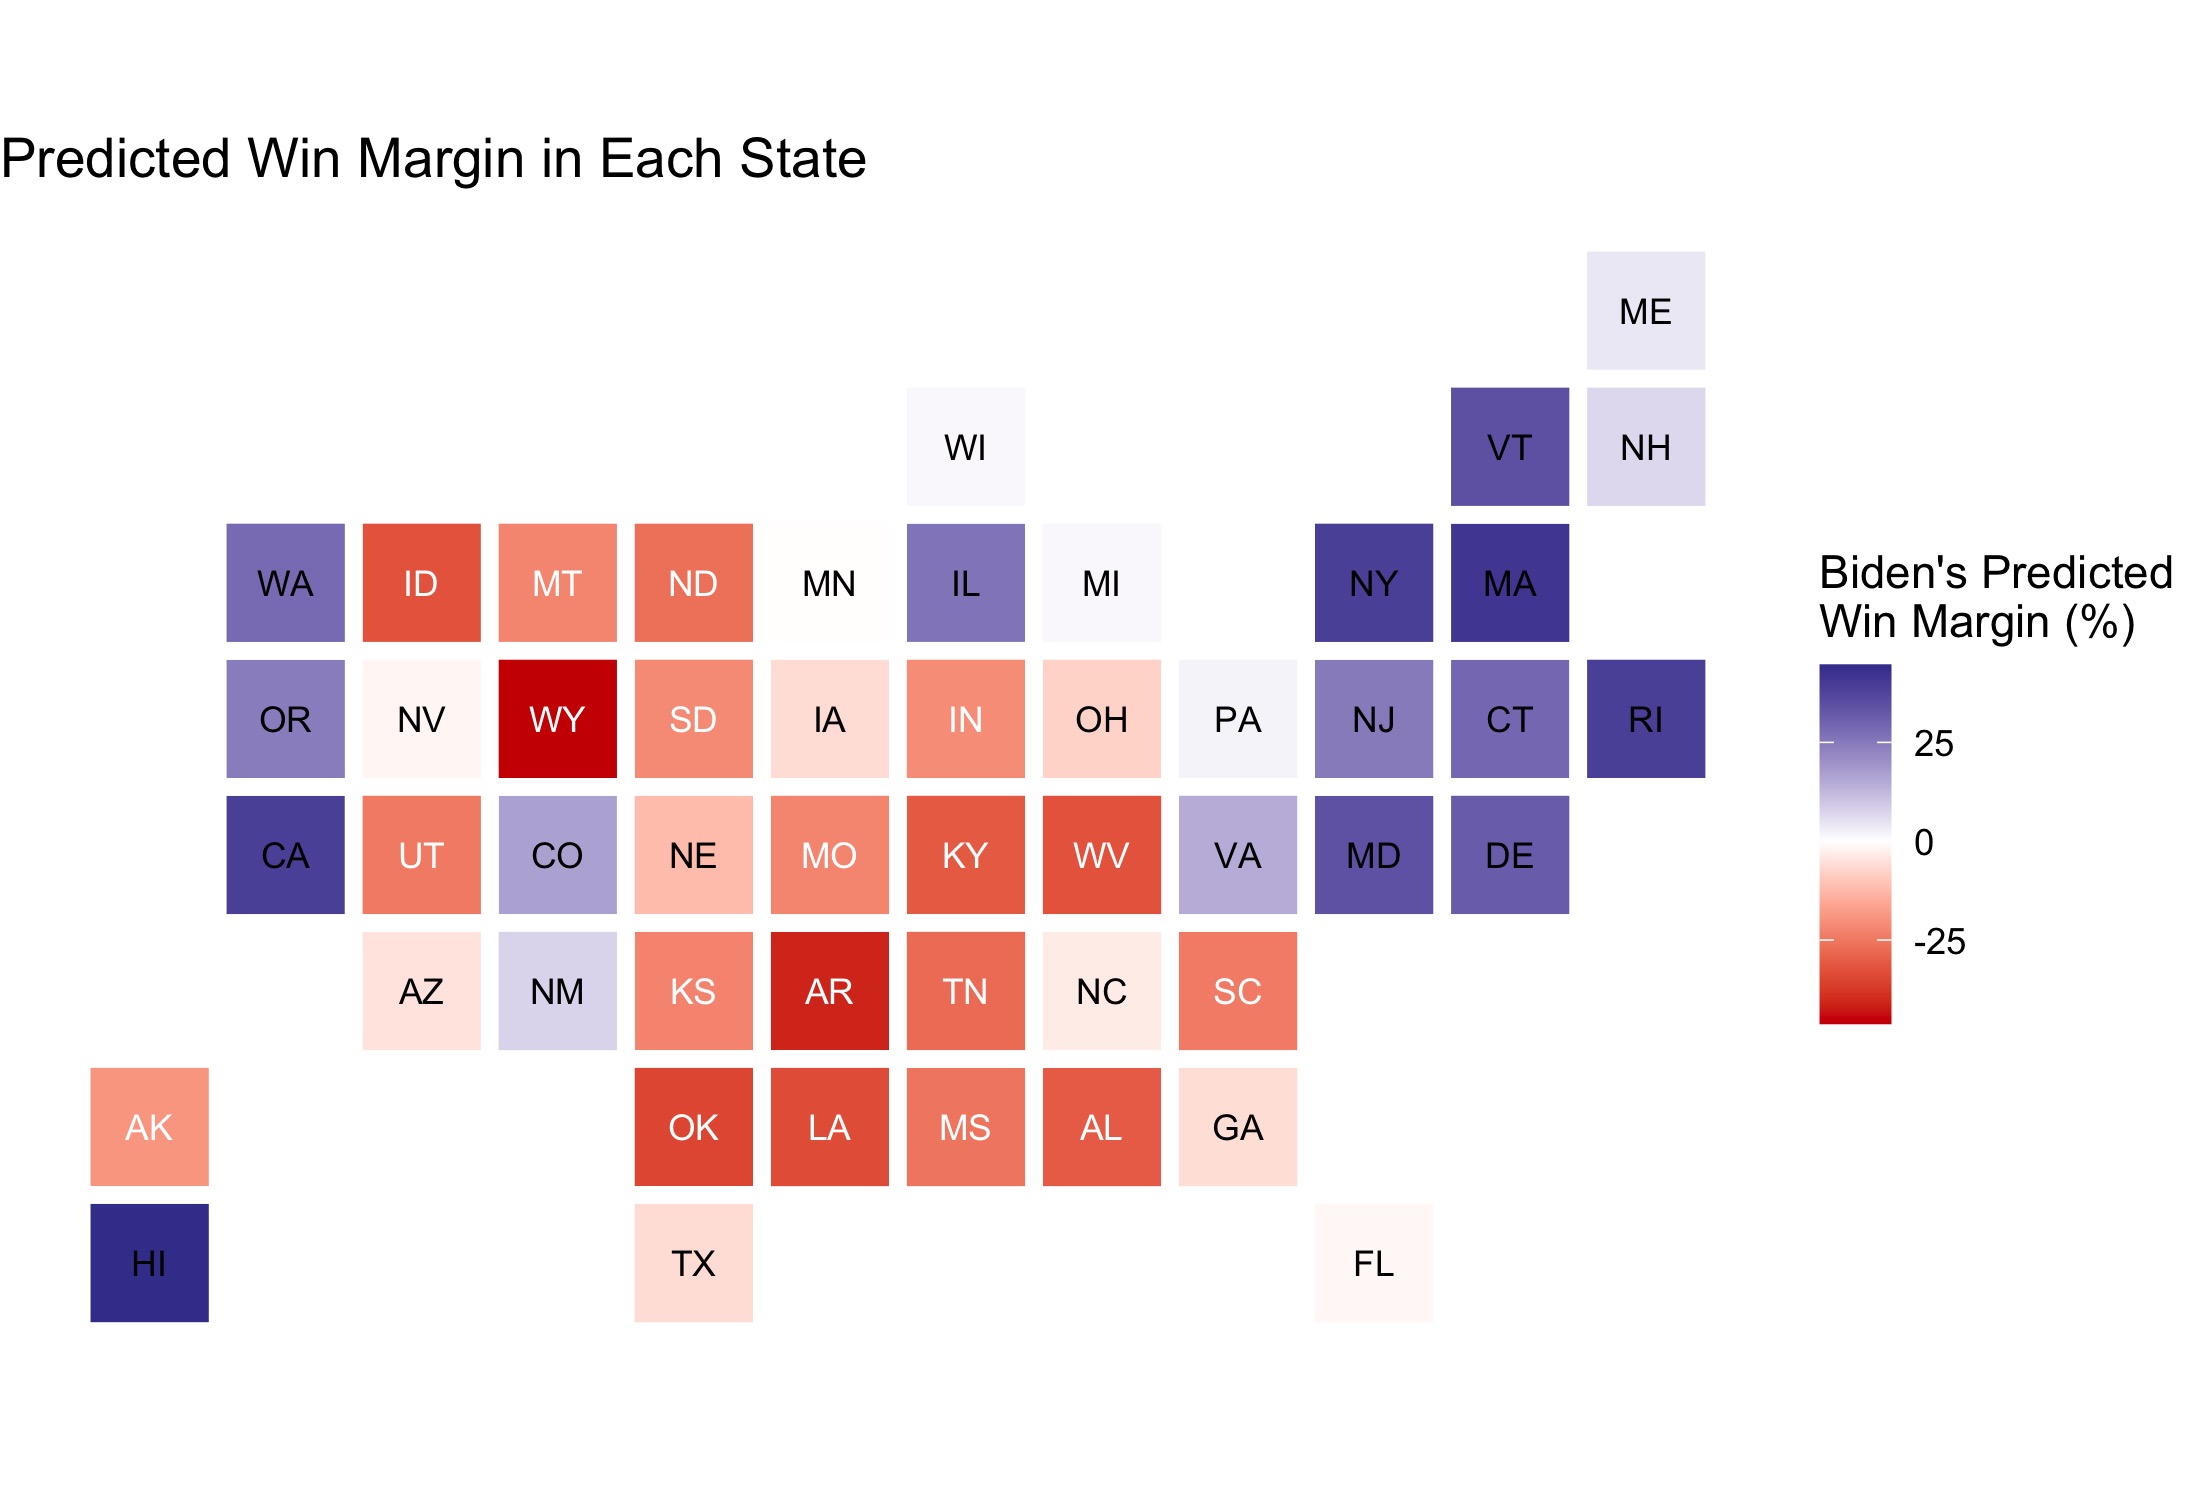 Predicted Win Margin in Each State
ME
WI VT NH
WA ID MT ND MN IL MI NY MA
OR NV WY SD IA IN OH PA NJ CT RI
CA UT CO NE MO KY WV VA MD DE
AZ NM KS AR TN NC SC
AK OK LA MS AL GA
HI TX FL
Biden's Predicted
Win Margin (%)
25
0
-25